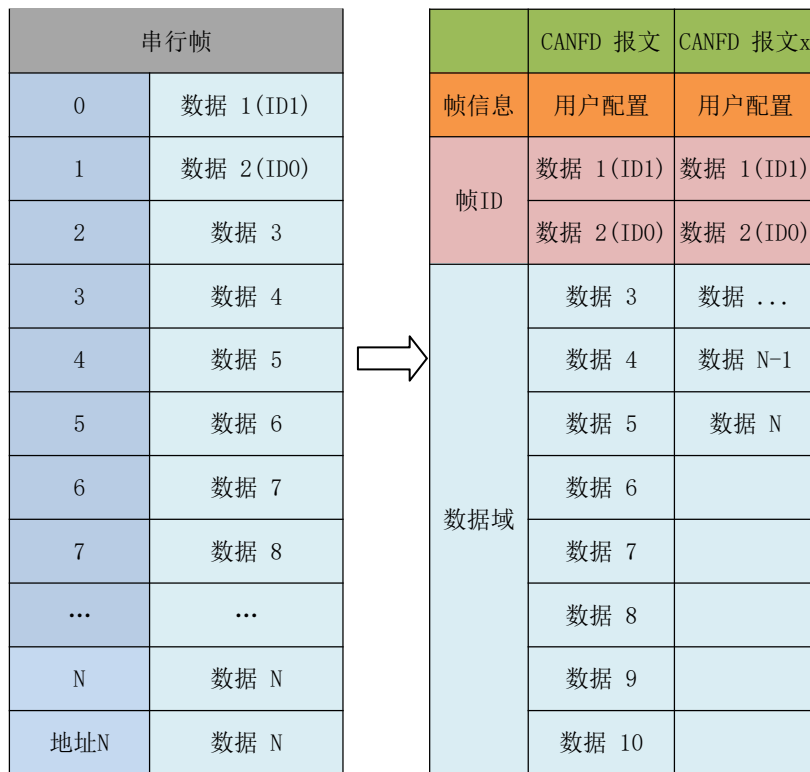 串行帧
0 数据 1(ID1)
1 数据 2(ID0)
2 数据 3
3 数据 4
4 数据 5
5 数据 6
6 数据 7
7 数据 8
… …
N 数据 N
地址N 数据 N
CANFD 报文 CANFD 报文x
帧信息 用户配置 用户配置
帧ID
数据 1(ID1) 数据 1(ID1)
数据 2(ID0) 数据 2(ID0)
数据域
数据 3 数据 ...
数据 4 数据 N-1
数据 5 数据 N
数据 6
数据 7
数据 8
数据 9
数据 10